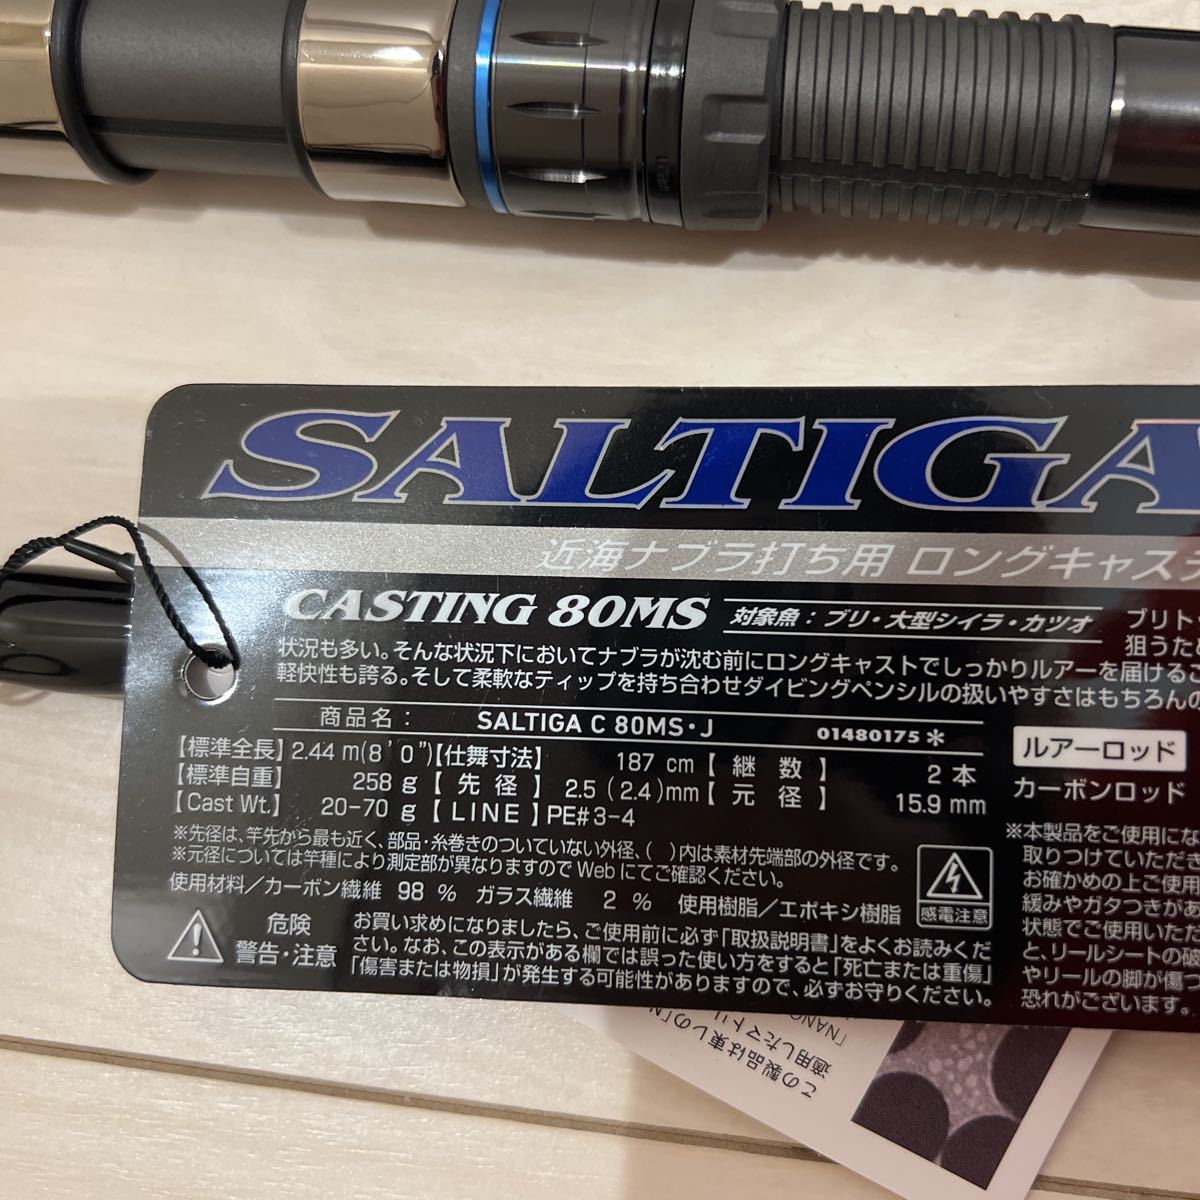 SALTIGA
近海ナブラ打ち用 ロングキャス
CASTING 80MS 対象魚：ブリ・大型シイラ・カツオ
状況も多い。そんな状況下においてナブラが沈む前にロングキャストでしっかりルアーを届ける
軽快性も誇る。そして柔軟なティップを持ち合わせダイビングペンシルの扱いやすさはもちろん
ブリト
狙うため
商品名： SALTIGA C 80MS・J 01480175＊
【標準全長】2.44 m(8'0")【仕舞寸法】 187 cm【継数】 2本
【標準自重】 258 g【先径】 2.5 (2.4)mm【元径】 15.9 mm
【Cast Wt.】 20-70 g【LINE】PE#3-4
※先径は、竿先から最も近く、部品・糸巻きのついていない外径、( )内は素材先端部の外径です。
※元径については竿種により測定部が異なりますのでWebにてご確認ください。
使用材料／カーボン繊維 98 % ガラス繊維 2 % 使用樹脂／エポキシ樹脂
感電注意
危険
警告・注意
お買い求めになりましたら、ご使用前に必ず「取扱説明書」をよくお読みくだ
さい。なお、この表示がある欄では誤った使い方をすると「死亡または重傷」
「傷害または物損」が発生する可能性がありますので、必ずお守りください。
ルアーロッド
カーボンロッド
※本製品をご使用にな
取りつけていただき
お確かめの上ご使用
緩みやガタつきがあ
状態でご使用いただ
と、リールシートの破
やリールの脚が傷つ
恐れがございます。
この製品は東レの「N
適用したマトリ
「NANO